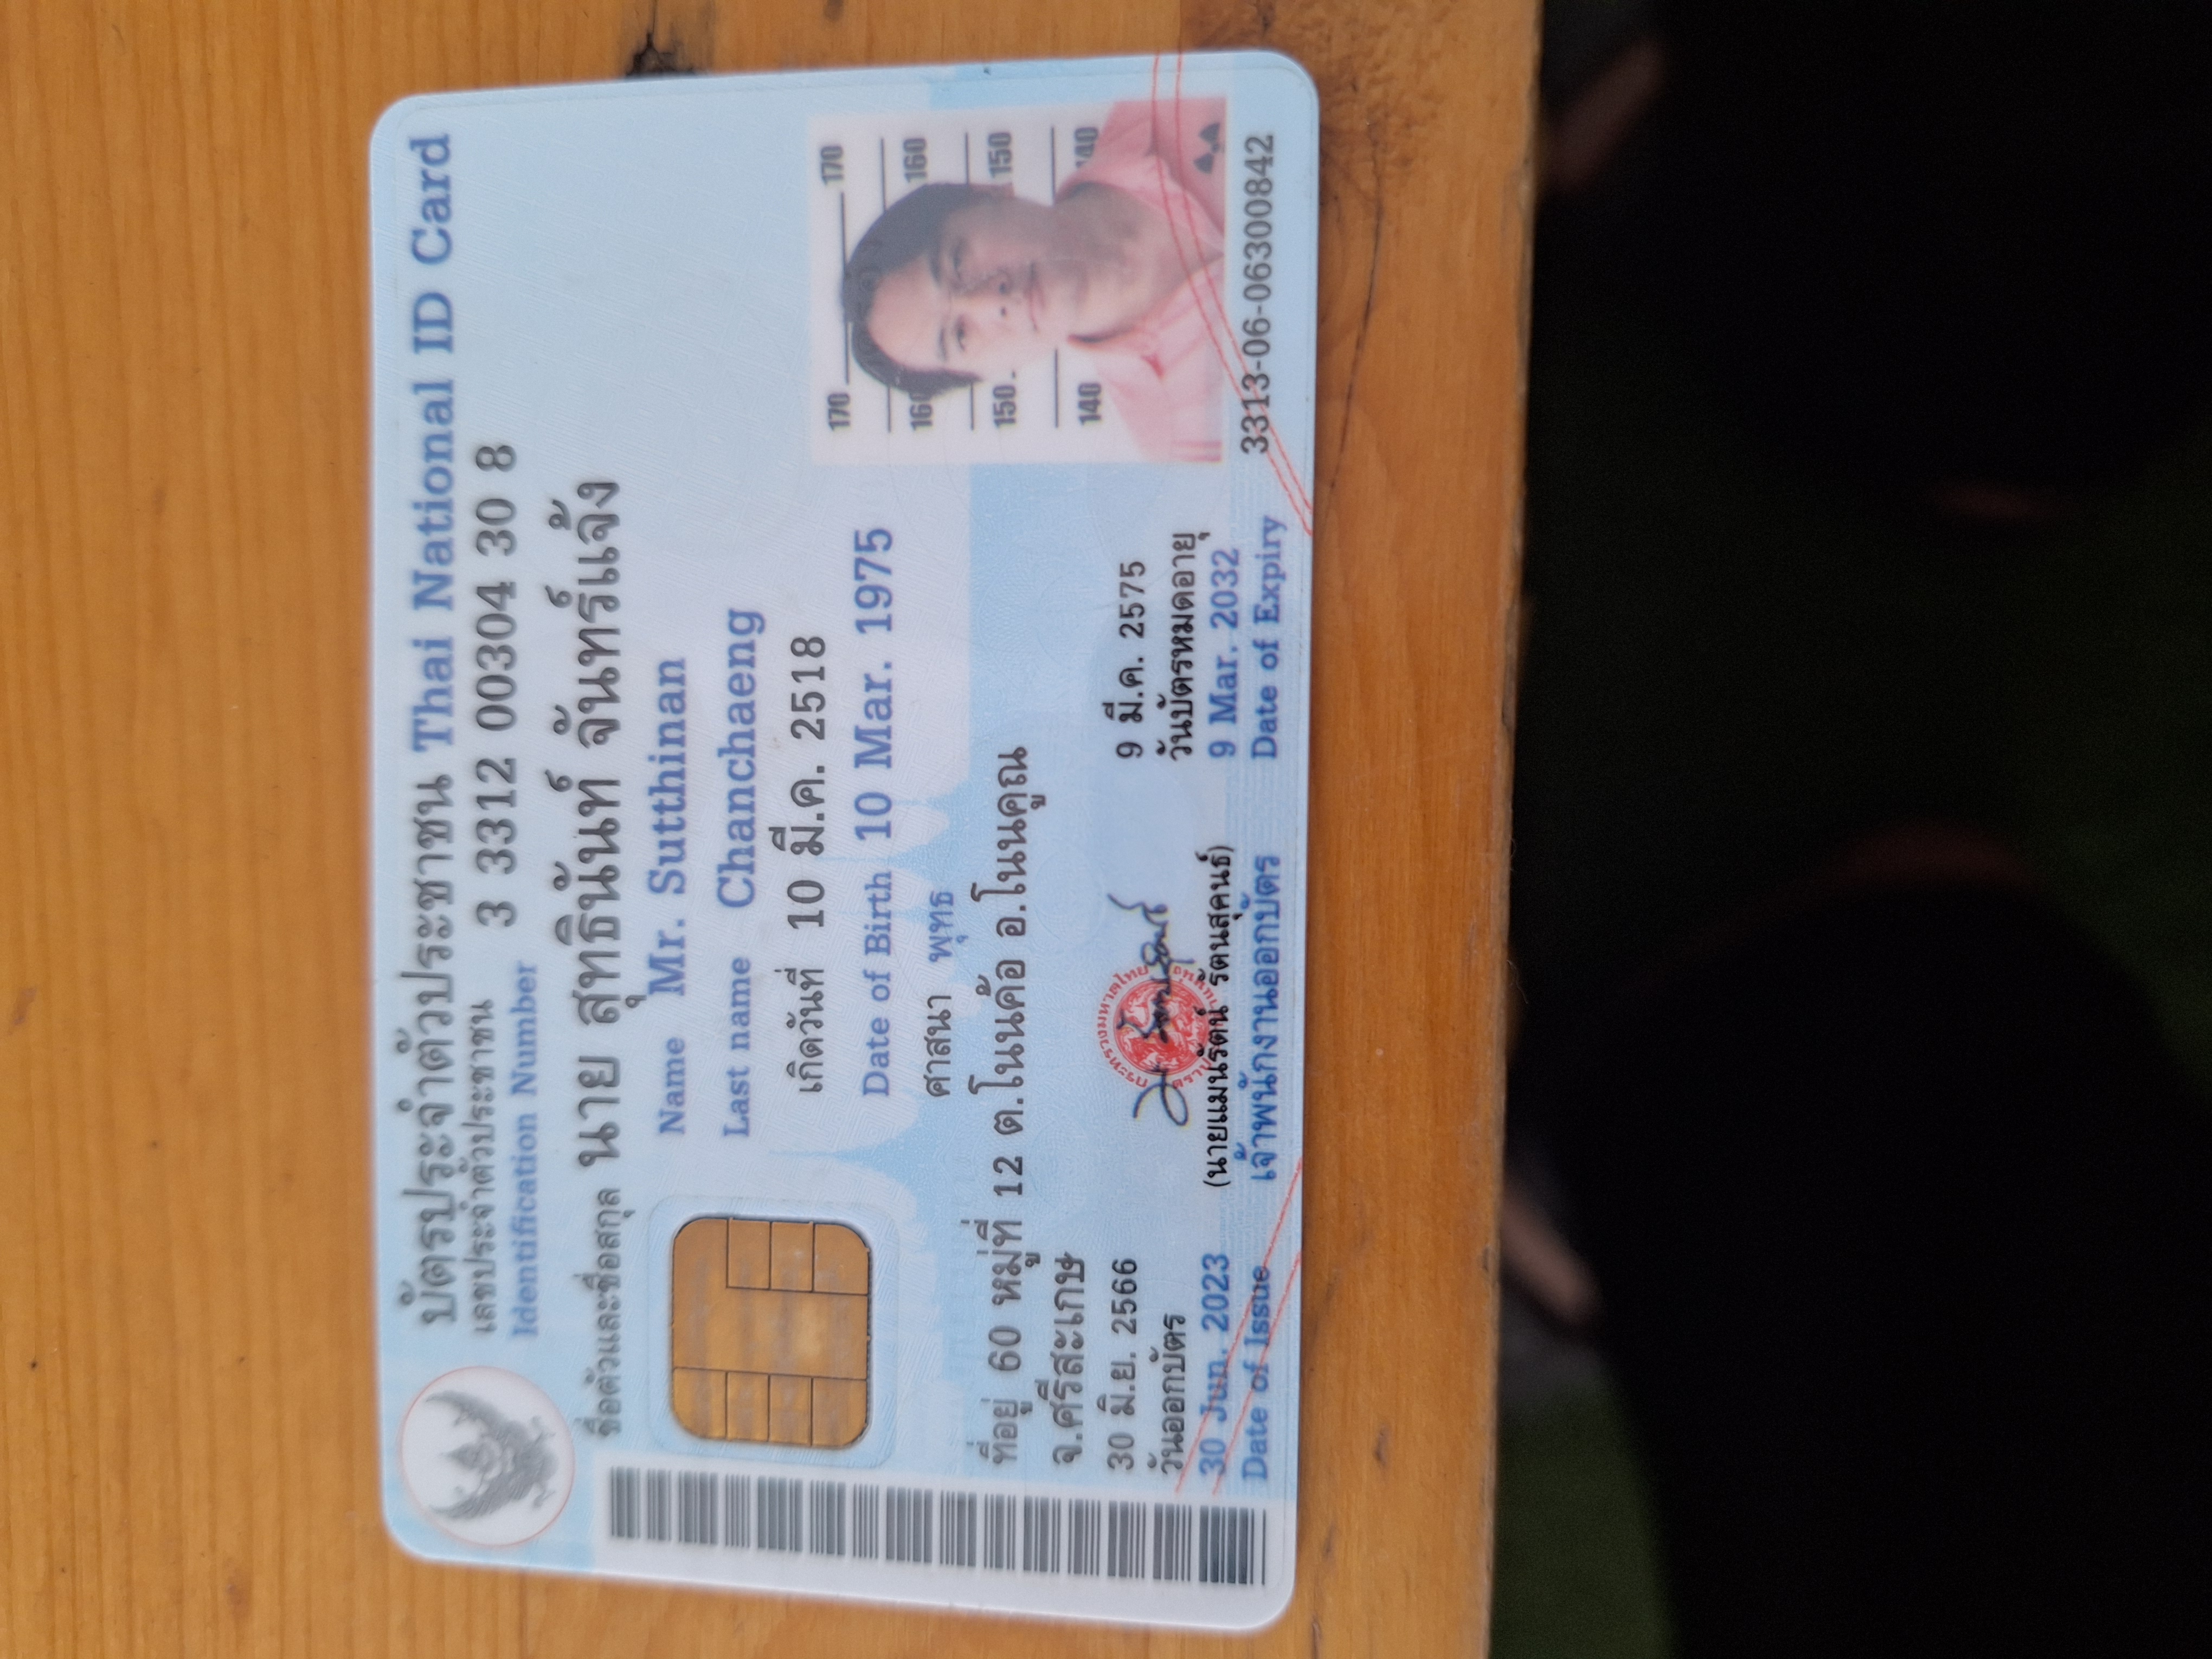 บัตรประจำตัวประชาชน Thai National ID Card
เลขประจำตัวประชาชน 3 3312 00304 30 8
Identification Number
ชื่อตัวและชื่อสกุล นาย สุทธินันท์ จันทร์แจ้ง
Name Mr. Sutthinan
Last name Chanchaeng
เกิดวันที่ 10 มี.ค. 2518
Date of Birth 10 Mar. 1975
ศาสนา พุทธ
ที่อยู่ 60 หมู่ที่ 12 ต.โนนค้อ อ.โนนคูณ
จ.ศรีสะเกษ
30 มิ.ย. 2566
วันออกบัตร
30 Jun. 2023
Date of Issue
(นายแมนรัตน์ รัตนสุคนธ์)
เจ้าพนักงานออกบัตร
9 มี.ค. 2575
วันบัตรหมดอายุ
9 Mar. 2032
Date of Expiry
170 170
160 160
150 150
140 140
3313-06-06300842